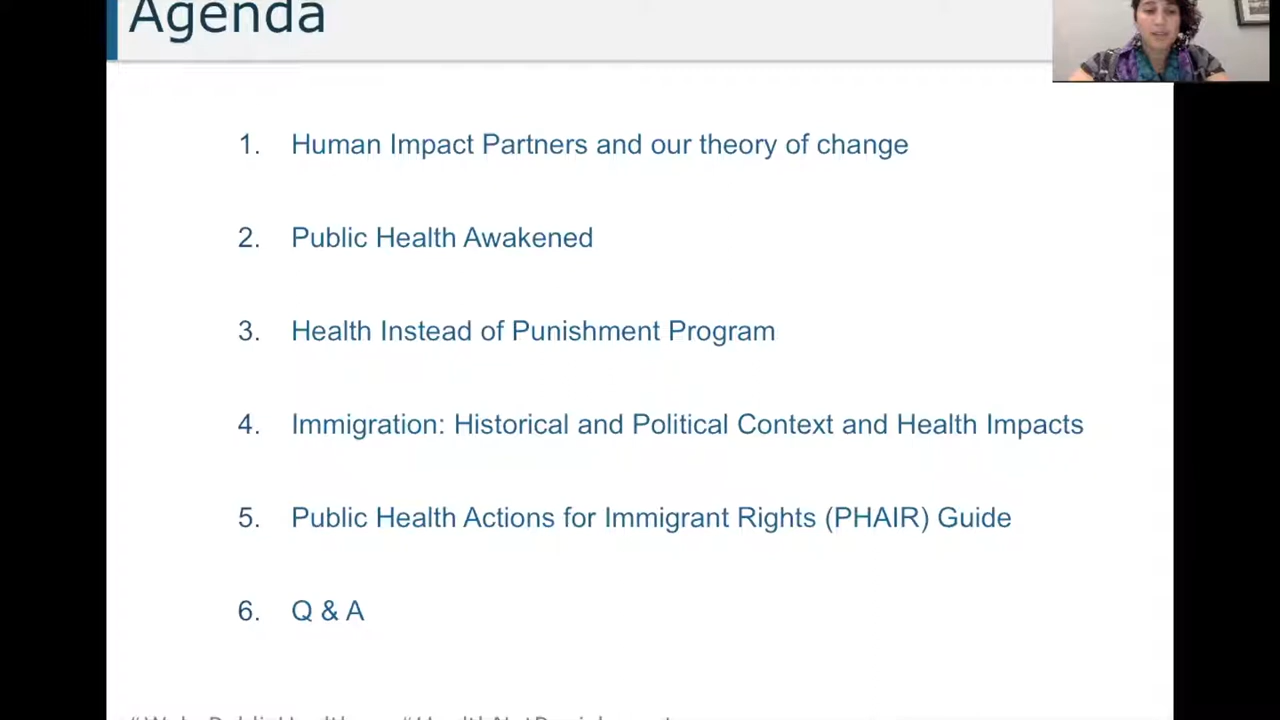 Agenda
1. Human Impact Partners and our theory of change
2. Public Health Awakened
3. Health Instead of Punishment Program
4. Immigration: Historical and Political Context and Health Impacts
5. Public Health Actions for Immigrant Rights (PHAIR) Guide
6. Q & A